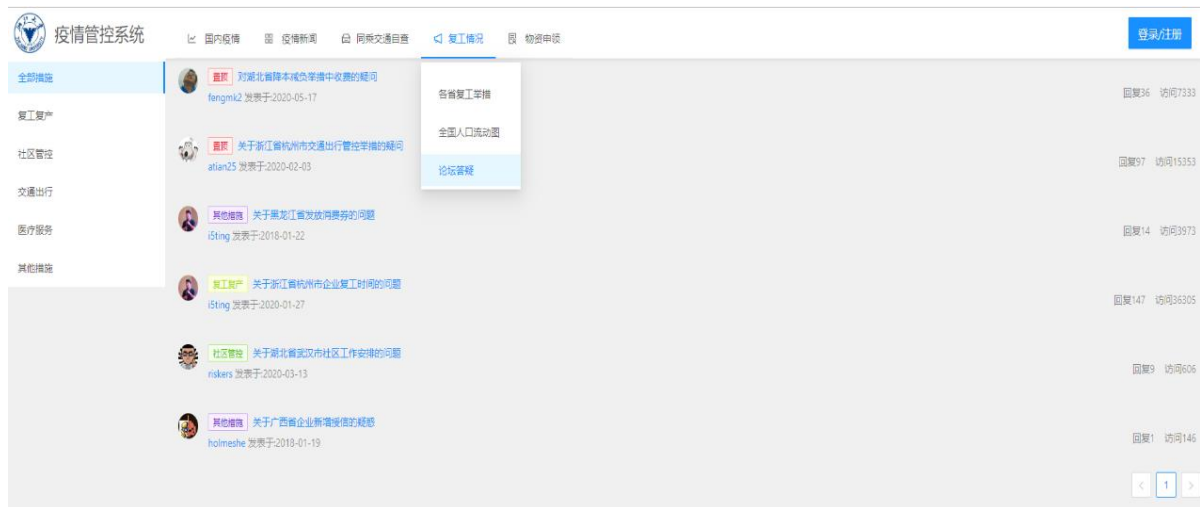 疫情管控系统
国内疫情 疫情新闻 同乘交通自查 复工情况 物资申领
登录/注册
全部措施
复工复产
社区管控
交通出行
医疗服务
其他措施
各省复工举措
全国人口流动图
论坛答疑
置顶 对湖北省降本减负举措中收费的疑问
fengmk2 发表于:2020-05-17
回复36 访问7333
置顶 关于浙江省杭州市交通出行管控举措的疑问
atian25 发表于:2020-02-03
回复97 访问15353
其他措施 关于黑龙江省发放消费券的问题
i5ting 发表于:2018-01-22
回复14 访问3973
复工复产 关于浙江省杭州市企业复工时间的问题
i5ting 发表于:2020-01-27
回复147 访问36305
社区管控 关于湖北省武汉市社区工作安排的问题
riskers 发表于:2020-03-13
回复9 访问606
其他措施 关于广西省企业新增授信的疑惑
holmeshe 发表于:2018-01-19
回复1 访问146
< 1 >